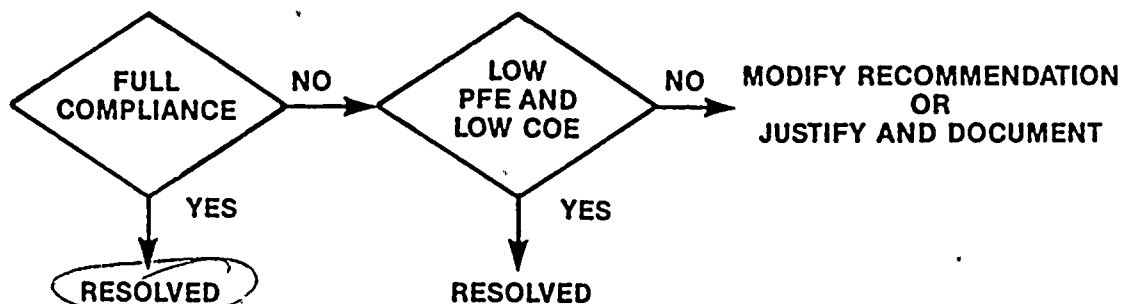 FULL
COMPLIANCE
NO
LOW
PFE AND
LOW COE
NO
MODIFY RECOMMENDATION
OR
JUSTIFY AND DOCUMENT
YES
YES
RESOLVED
RESOLVED